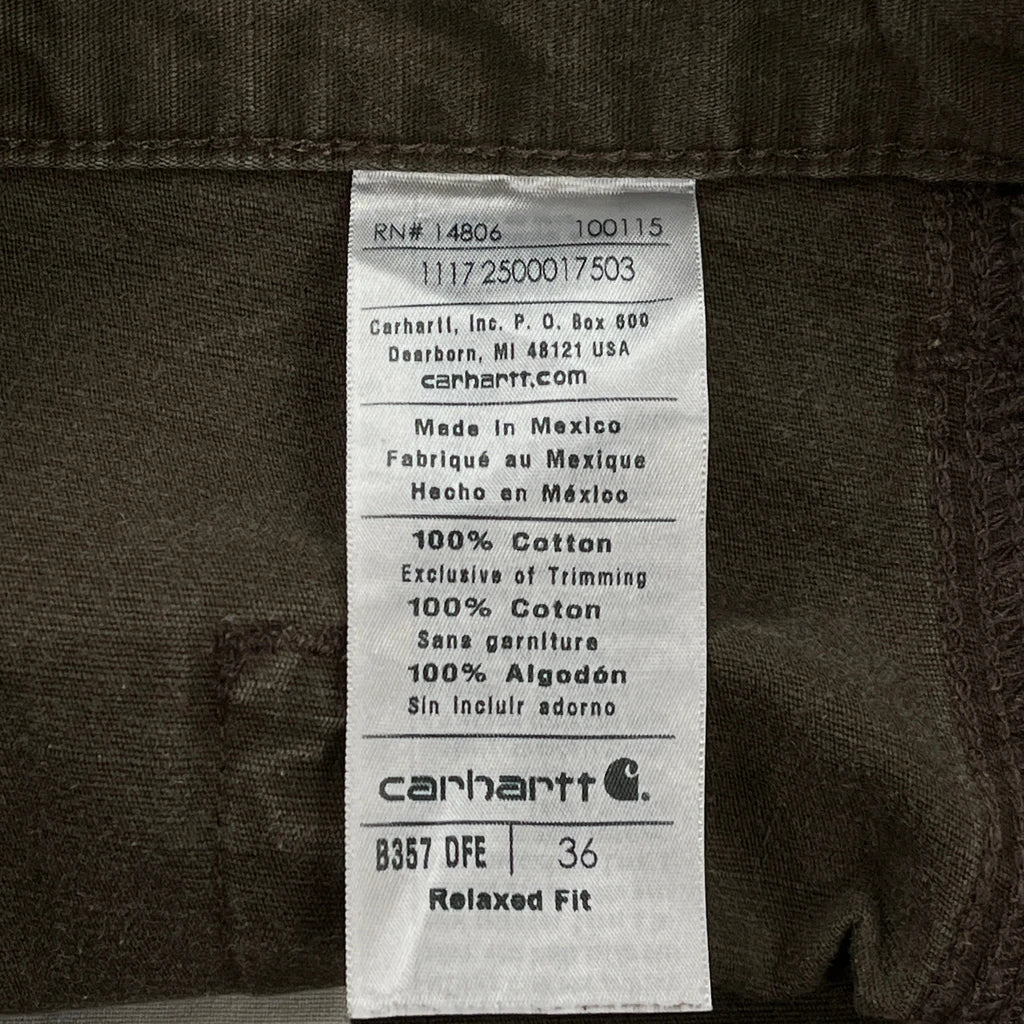 RN# 14806 100115
11172500017503
Carhartt, Inc. P. O. Box 600
Dearborn, MI 48121 USA
carhartt.com
Made in Mexico
Fabriqué au Mexique
Hecho en México
100% Cotton
Exclusive of Trimming
100% Coton
Sans garniture
100% Algodón
Sin incluir adorno
carhartt
B357 DFE | 36
Relaxed Fit